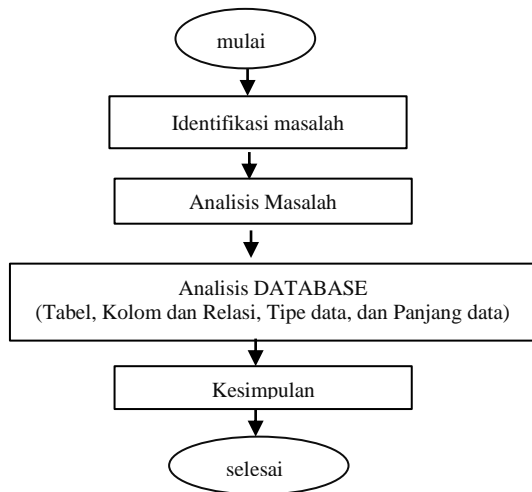 mulai
Identifikasi masalah
Analisis Masalah
Analisis DATABASE
(Tabel, Kolom dan Relasi, Tipe data, dan Panjang data)
Kesimpulan
selesai